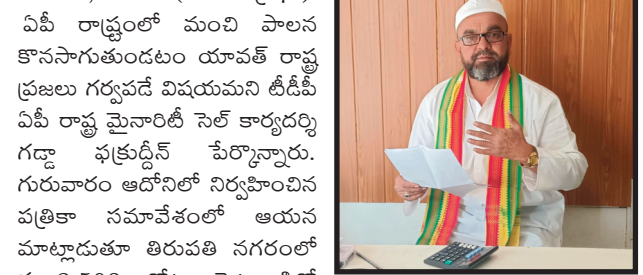 ఏపీ రాష్ట్రంలో మంచి పాలన
కొనసాగుతుండటం యావత్ రాష్ట్ర
ప్రజలు గర్వపడే విషయమని టీడీపీ
ఏపీ రాష్ట్ర మైనారిటీ సెల్ కార్యదర్శి
గడ్డా ఫక్రుద్దీన్ పేర్కొన్నారు.
గురువారం ఆదోనిలో నిర్వహించిన
పత్రికా సమావేశంలో ఆయన
మాట్లాడుతూ తిరుపతి నగరంలో